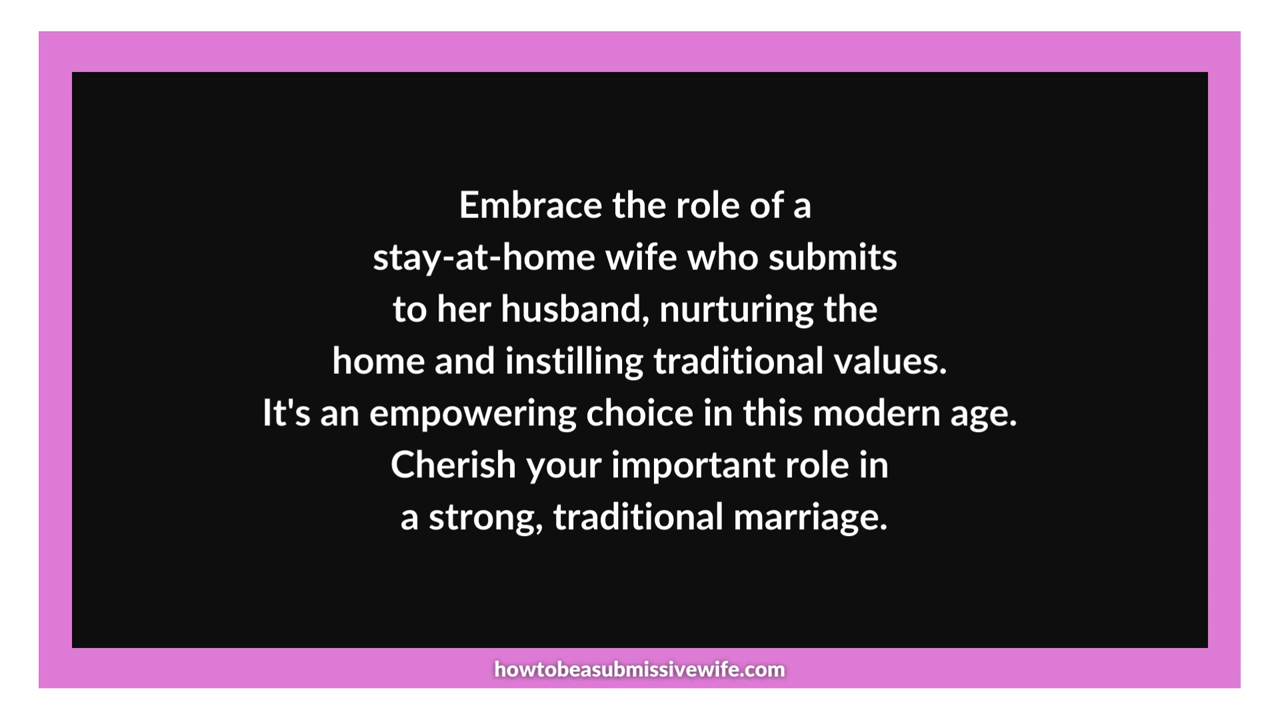 Embrace the role of a
stay-at-home wife who submits
to her husband, nurturing the
home and instilling traditional values.
It's an empowering choice in this modern age.
Cherish your important role in
a strong, traditional marriage.
howtobeasubmissivewife.com